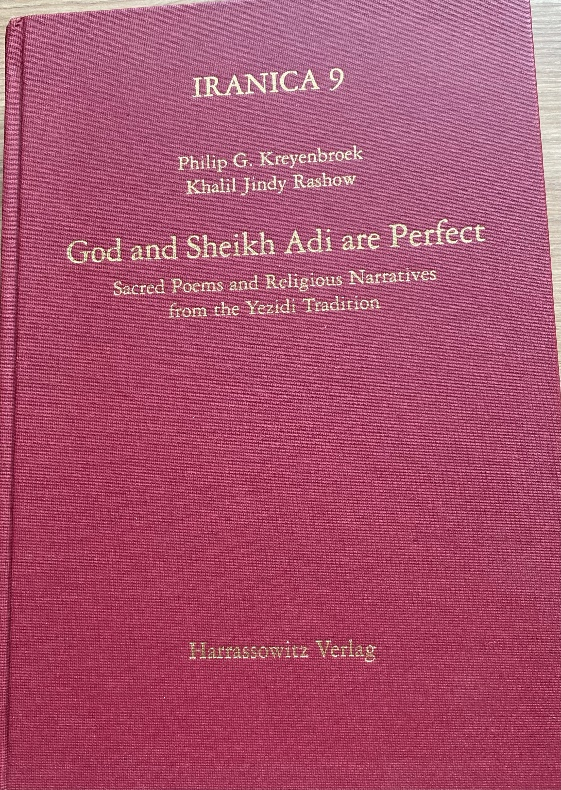 IRANICA 9
Philip G. Kreyenbroek
Khalil Jindy Rashow
God and Sheikh Adi are Perfect
Sacred Poems and Religious Narratives
from the Yezidi Tradition
Harrassowitz Verlag